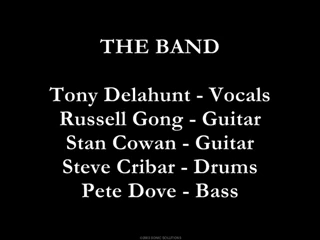 THE BAND
Tony Delahunt - Vocals
Russell Gong - Guitar
Stan Cowan - Guitar
Steve Cribar - Drums
Pete Dove - Bass